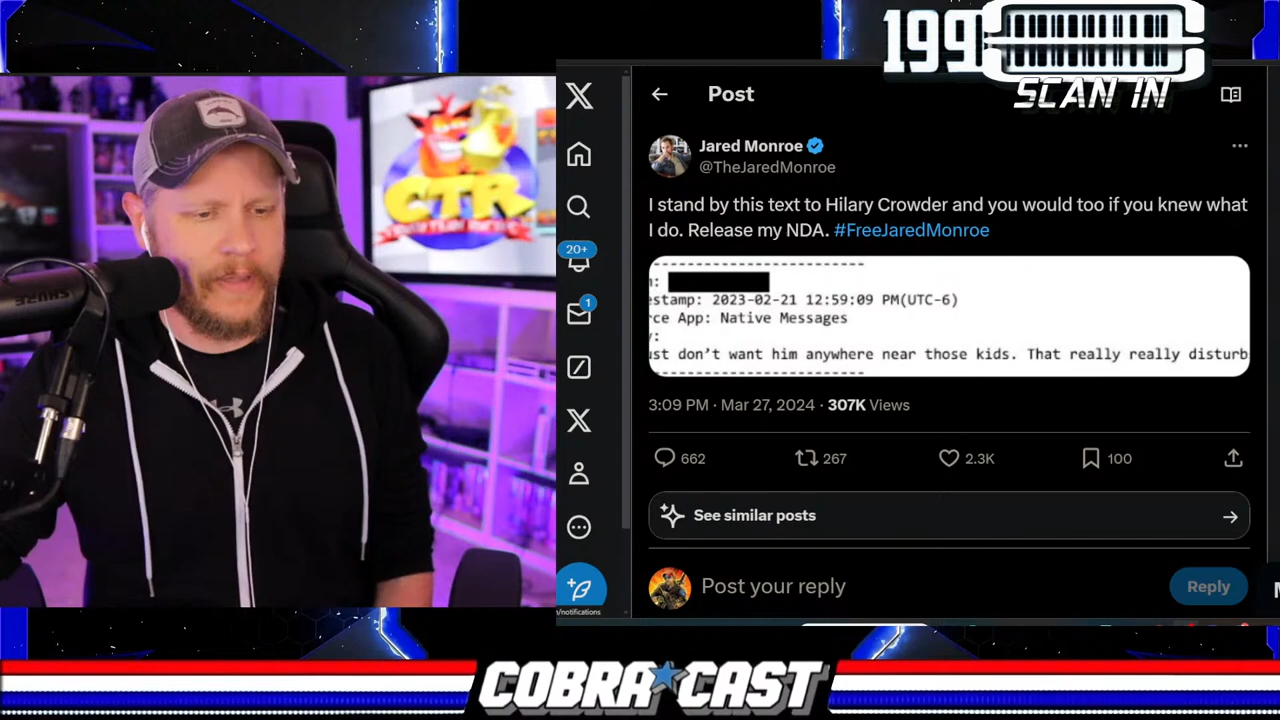 199
SCAN IN
Post
Jared Monroe
@TheJaredMonroe
I stand by this text to Hilary Crowder and you would too if you knew what
I do. Release my NDA. #FreeJaredMonroe
estamp: 2023-02-21 12:59:09 PM(UTC-6)
rce App: Native Messages
ust don't want him anywhere near those kids. That really really disturb
3:09 PM · Mar 27, 2024 · 307K Views
662 267 2.3K 100
See similar posts
Post your reply
Reply
20+
1
/notifications
SHURE
CTR
COBRA CAST